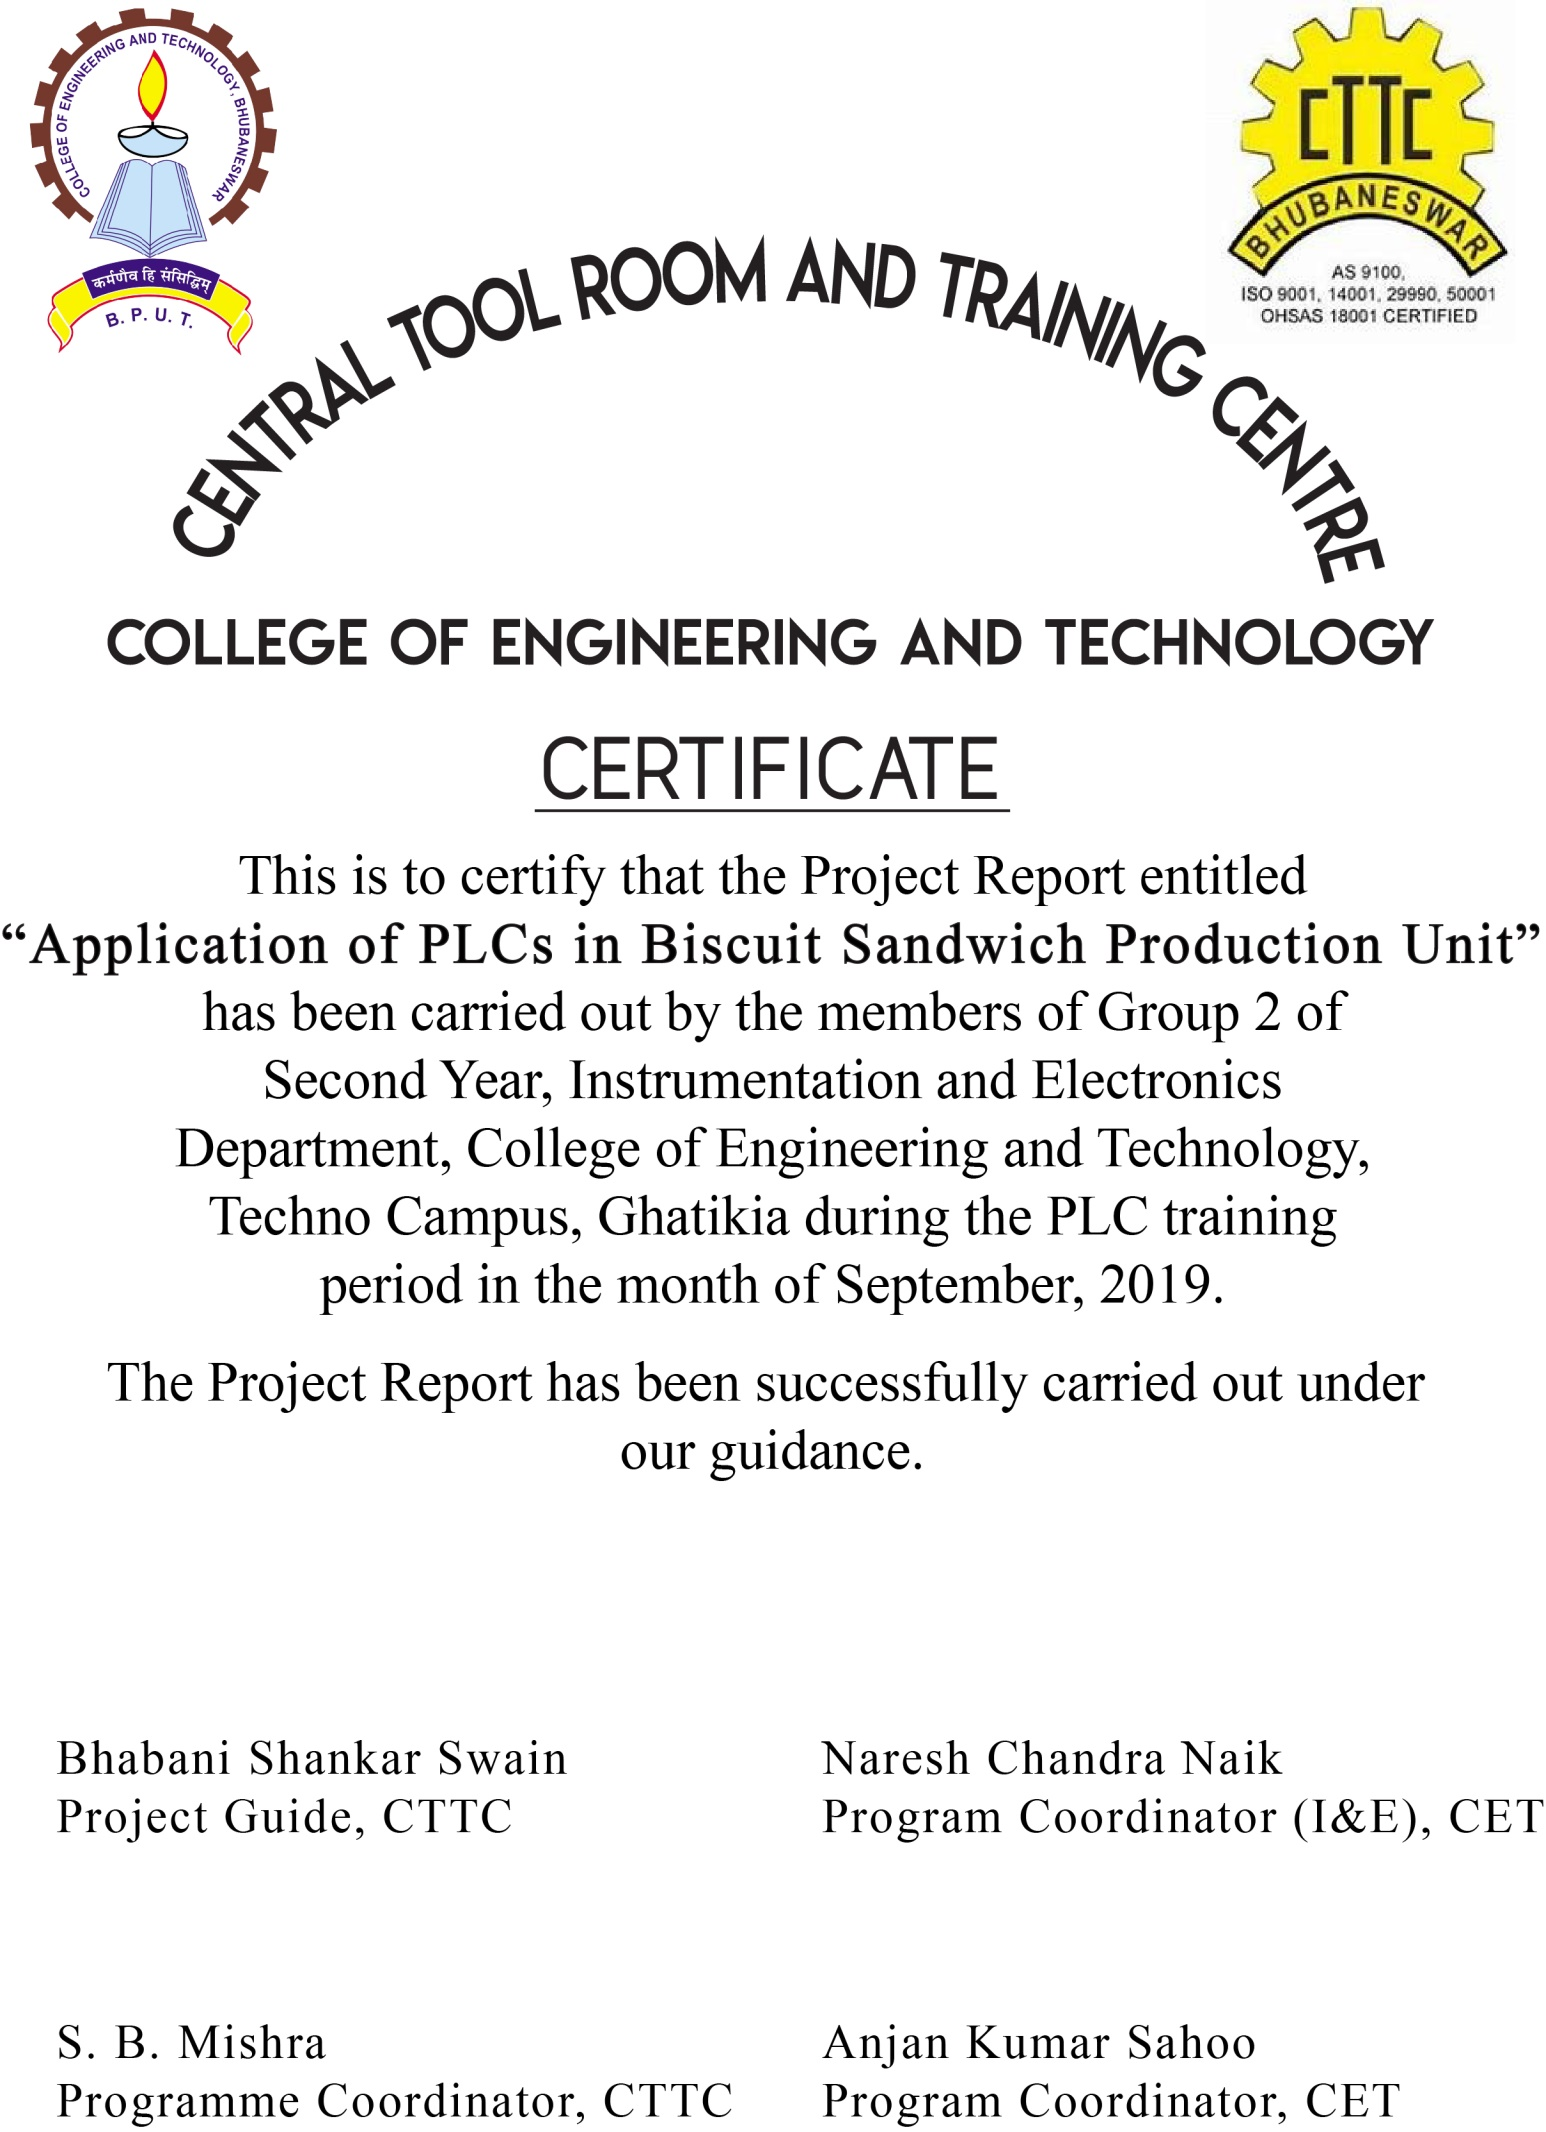 COLLEGE OF ENGINEERING AND TECHNOLOGY, BHUBANESWAR
कर्मणैव हि संसिद्धिम्
B. P. U. T.
CTTC
BHUBANESWAR
AS 9100,
ISO 9001, 14001, 29990, 50001
OHSAS 18001 CERTIFIED
CENTRAL TOOL ROOM AND TRAINING CENTRE
COLLEGE OF ENGINEERING AND TECHNOLOGY
CERTIFICATE
This is to certify that the Project Report entitled
“Application of PLCs in Biscuit Sandwich Production Unit”
has been carried out by the members of Group 2 of
Second Year, Instrumentation and Electronics
Department, College of Engineering and Technology,
Techno Campus, Ghatikia during the PLC training
period in the month of September, 2019.
The Project Report has been successfully carried out under
our guidance.
Bhabani Shankar Swain
Project Guide, CTTC
Naresh Chandra Naik
Program Coordinator (I&E), CET
S. B. Mishra
Programme Coordinator, CTTC
Anjan Kumar Sahoo
Program Coordinator, CET